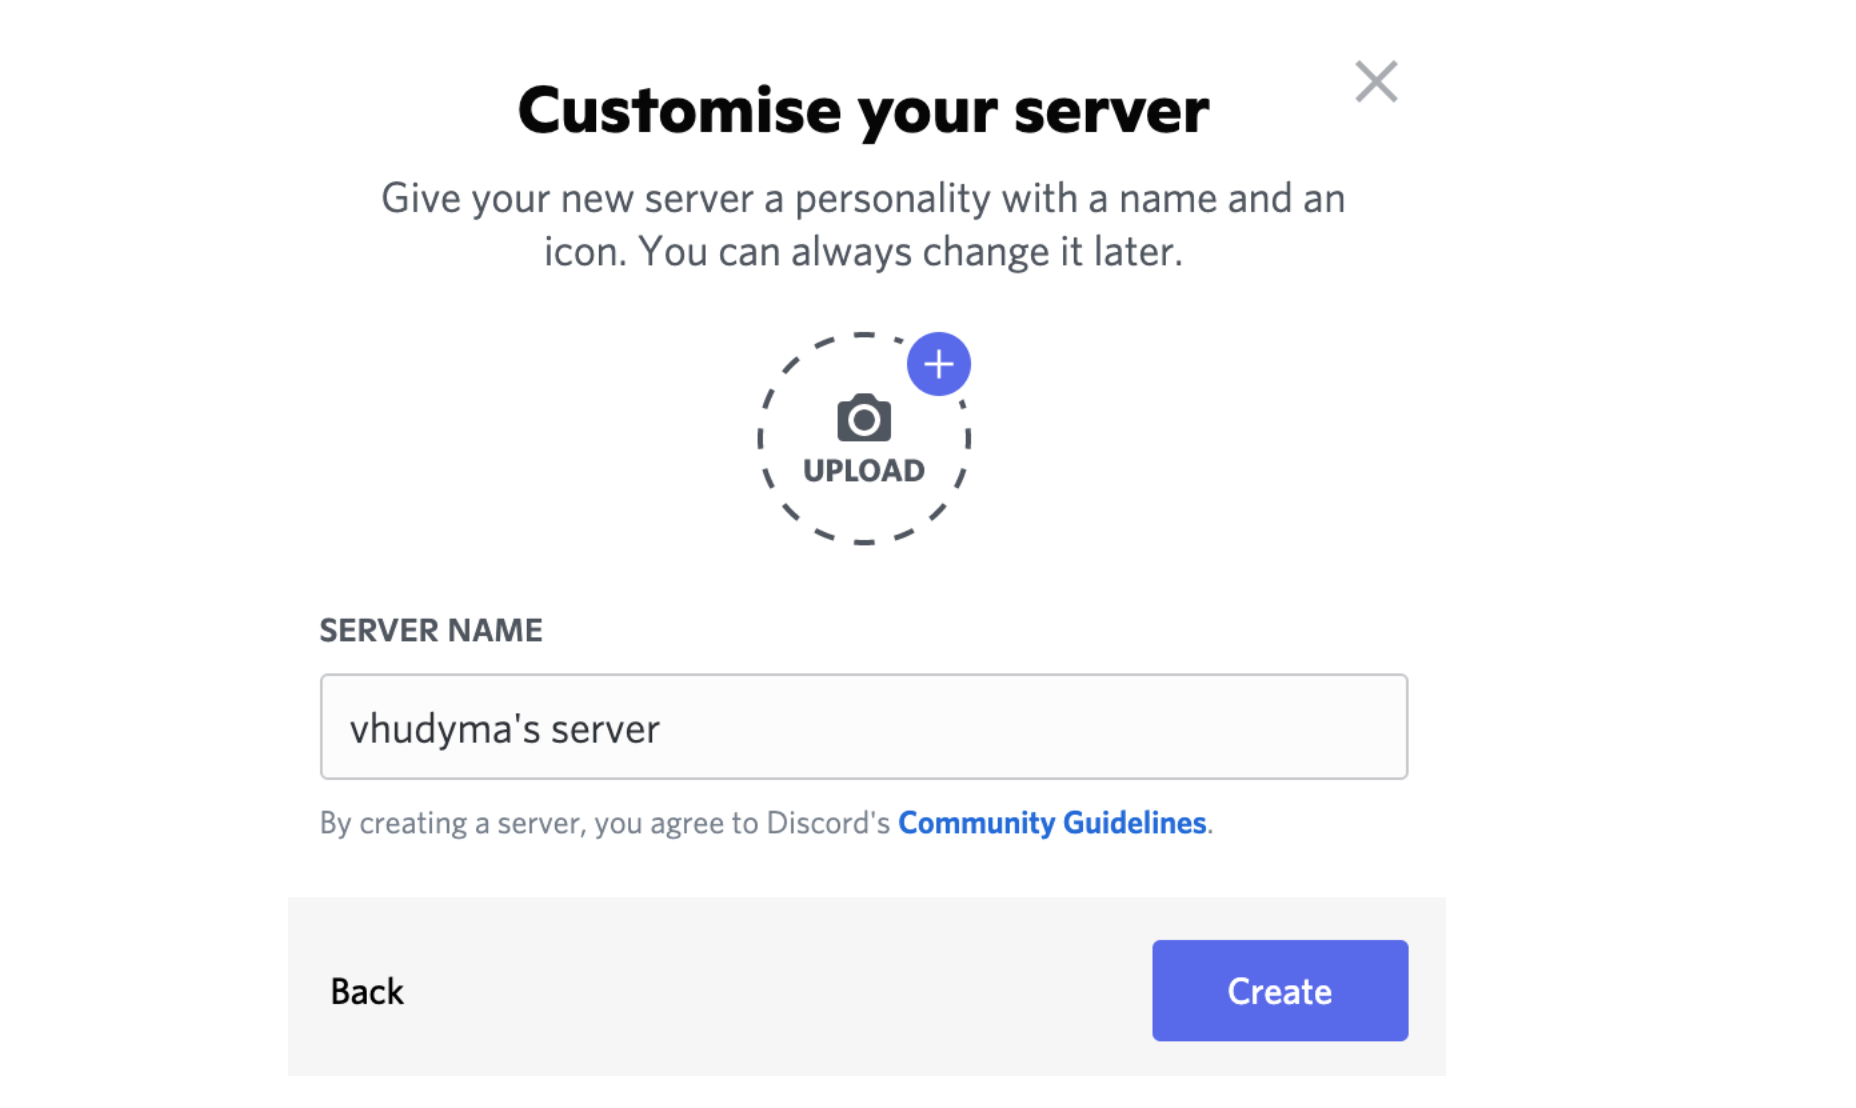 Customise your server
Give your new server a personality with a name and an
icon. You can always change it later.
UPLOAD
SERVER NAME
vhudyma's server
By creating a server, you agree to Discord's Community Guidelines.
Back
Create